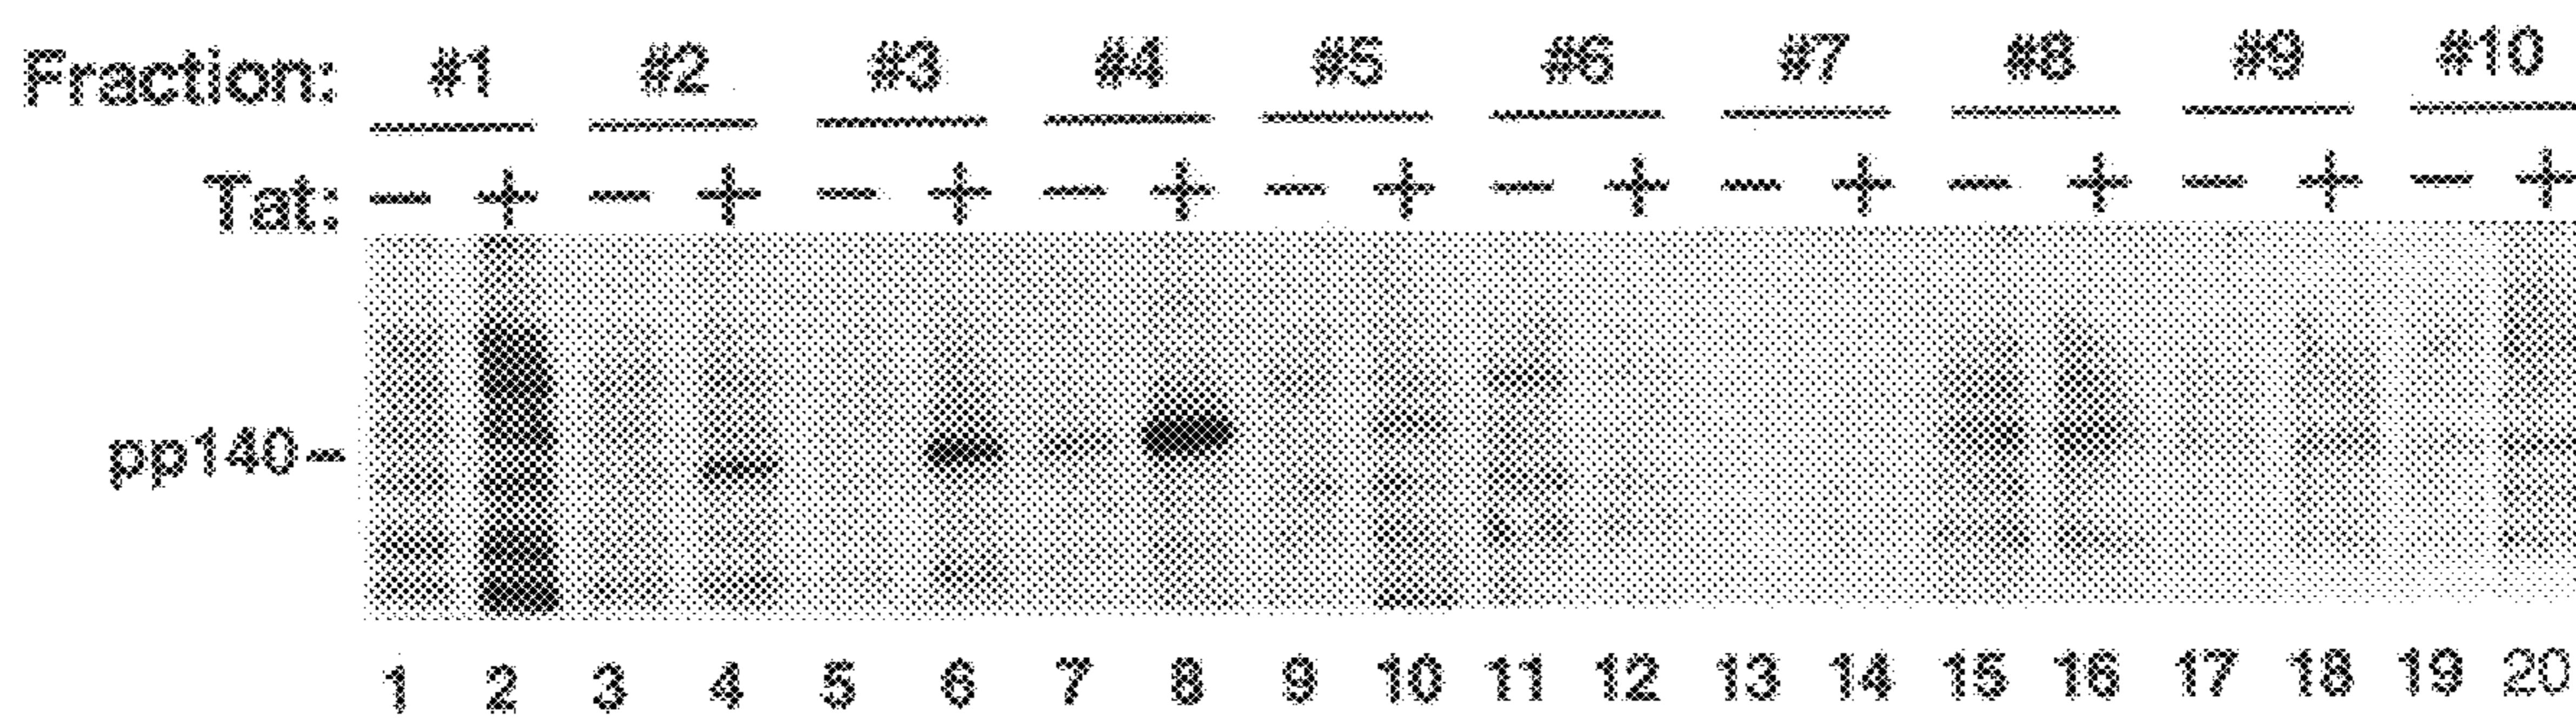 Fraction: #1 #2 #3 #4 #5 #6 #7 #8 #9 #10
Tat: − + − + − + − + − + − + − + − + − + − +
pp140-
1 2 3 4 5 6 7 8 9 10 11 12 13 14 15 16 17 18 19 20